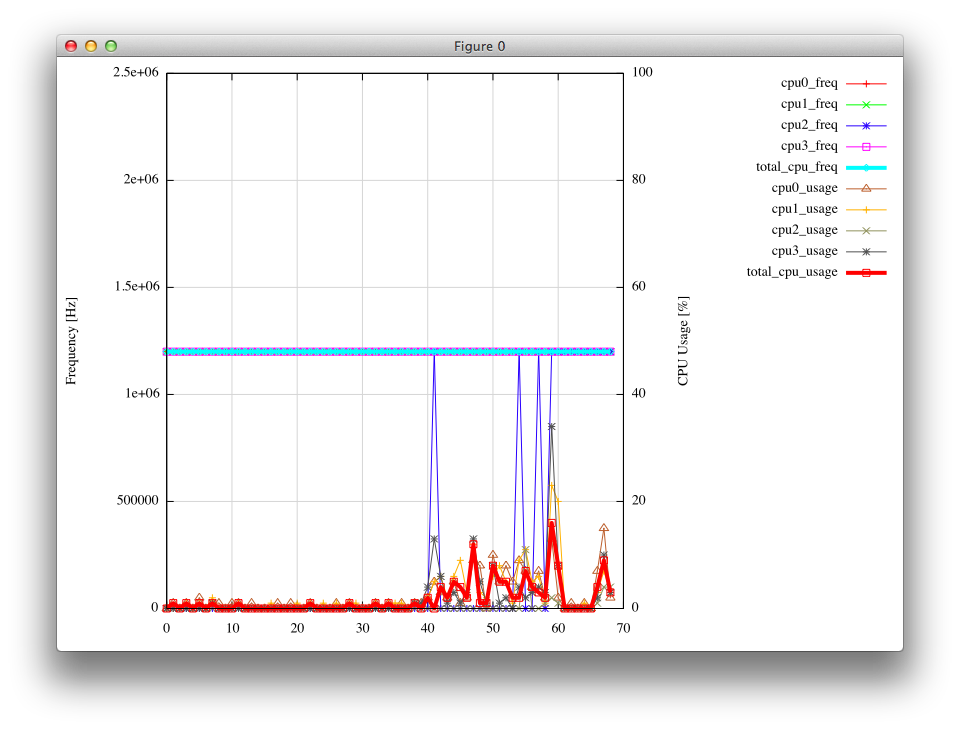 Figure 0
2.5e+06
2e+06
1.5e+06
1e+06
500000
0
Frequency [Hz]
0 10 20 30 40 50 60 70
100
80
60
40
20
0
CPU Usage [%]
cpu0_freq
cpu1_freq
cpu2_freq
cpu3_freq
total_cpu_freq
cpu0_usage
cpu1_usage
cpu2_usage
cpu3_usage
total_cpu_usage